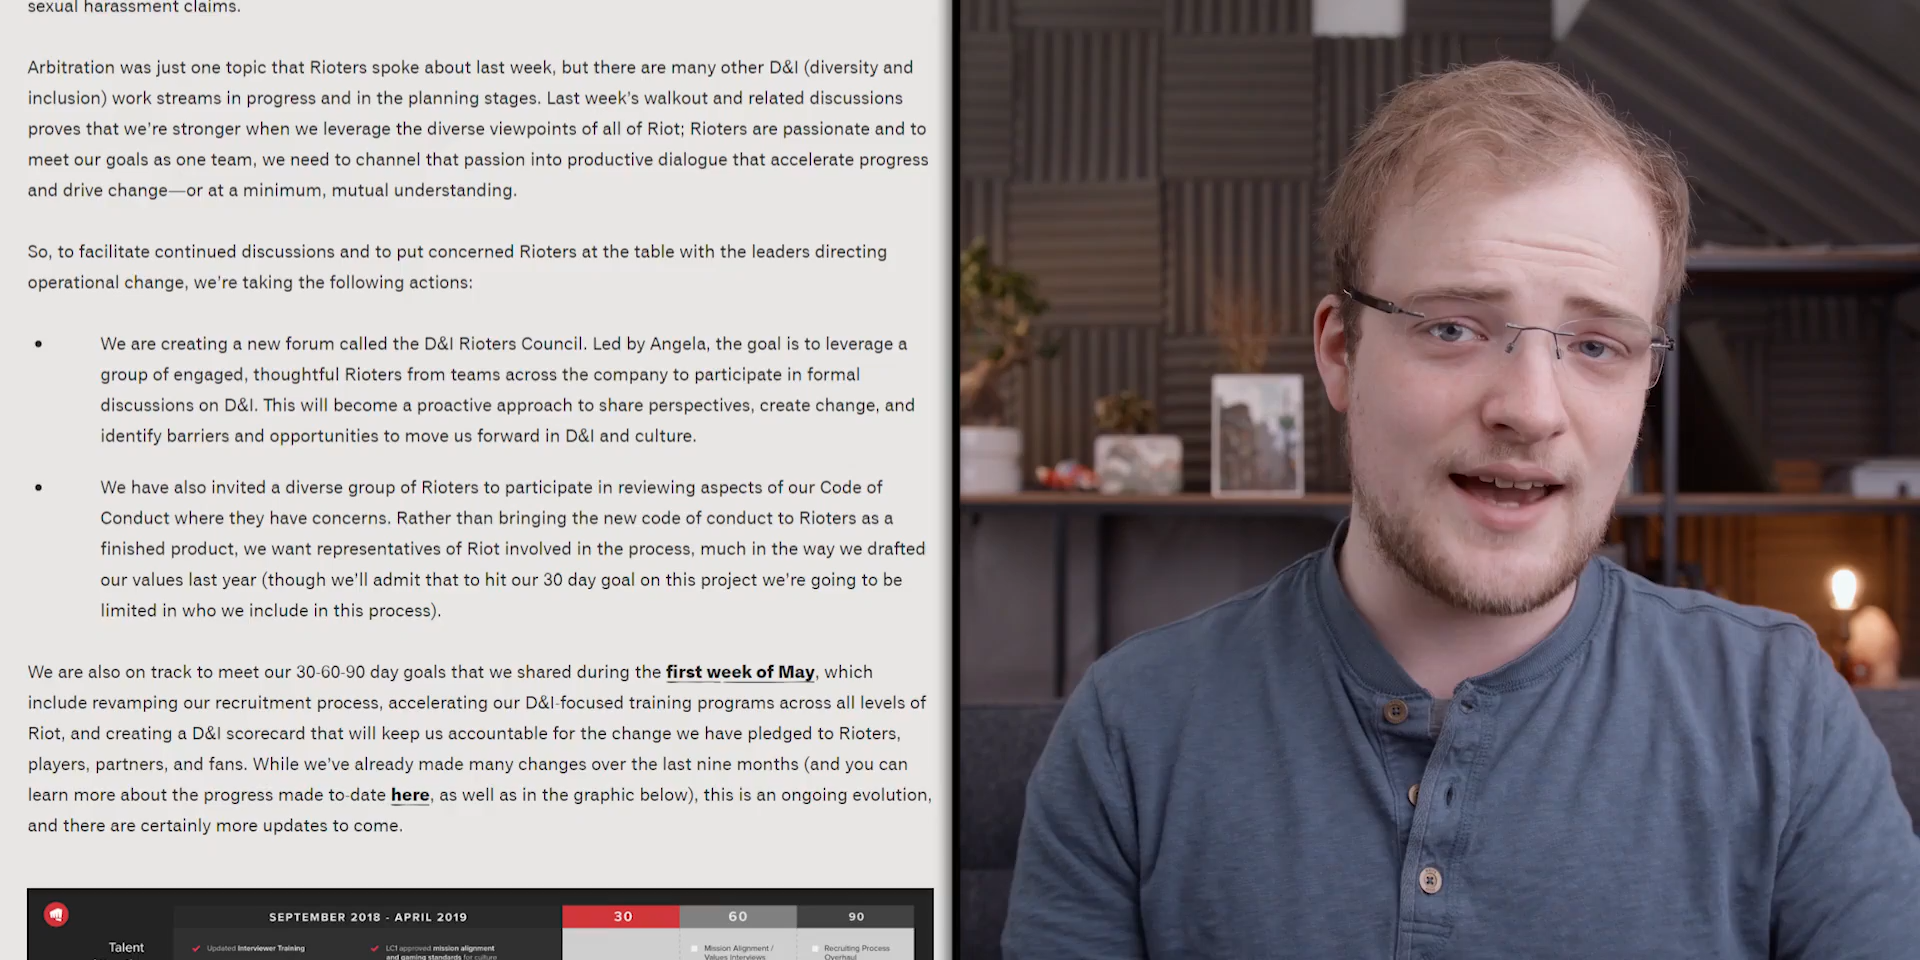 sexual harassment claims.
Arbitration was just one topic that Rioters spoke about last week, but there are many other D&I (diversity and
inclusion) work streams in progress and in the planning stages. Last week's walkout and related discussions
proves that we're stronger when we leverage the diverse viewpoints of all of Riot; Rioters are passionate and to
meet our goals as one team, we need to channel that passion into productive dialogue that accelerate progress
and drive change—or at a minimum, mutual understanding.
So, to facilitate continued discussions and to put concerned Rioters at the table with the leaders directing
operational change, we're taking the following actions:
• We are creating a new forum called the D&I Rioters Council. Led by Angela, the goal is to leverage a
group of engaged, thoughtful Rioters from teams across the company to participate in formal
discussions on D&I. This will become a proactive approach to share perspectives, create change, and
identify barriers and opportunities to move us forward in D&I and culture.
• We have also invited a diverse group of Rioters to participate in reviewing aspects of our Code of
Conduct where they have concerns. Rather than bringing the new code of conduct to Rioters as a
finished product, we want representatives of Riot involved in the process, much in the way we drafted
our values last year (though we'll admit that to hit our 30 day goal on this project we're going to be
limited in who we include in this process).
We are also on track to meet our 30-60-90 day goals that we shared during the first week of May, which
include revamping our recruitment process, accelerating our D&I-focused training programs across all levels of
Riot, and creating a D&I scorecard that will keep us accountable for the change we have pledged to Rioters,
players, partners, and fans. While we've already made many changes over the last nine months (and you can
learn more about the progress made to-date here, as well as in the graphic below), this is an ongoing evolution,
and there are certainly more updates to come.
SEPTEMBER 2018 - APRIL 2019 30 60 90
Talent
Updated Interviewer Training
LC1 approved mission alignment
and gaming standards for culture
Mission Alignment /
Values Interviews
Recruiting Process
Overhaul